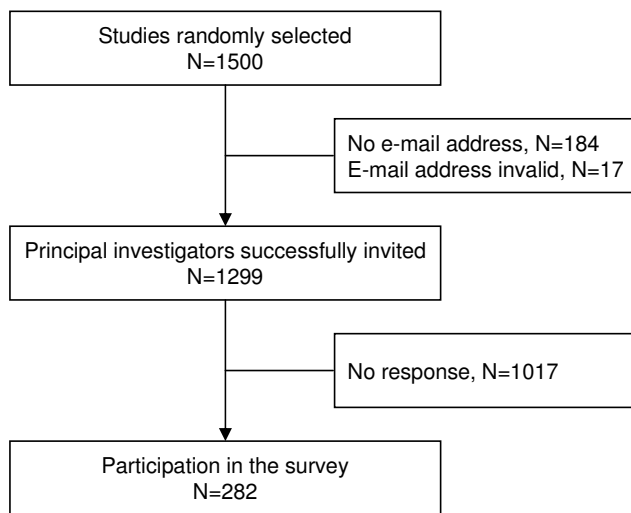 Studies randomly selected
N=1500
No e-mail address, N=184
E-mail address invalid, N=17
Principal investigators successfully invited
N=1299
No response, N=1017
Participation in the survey
N=282